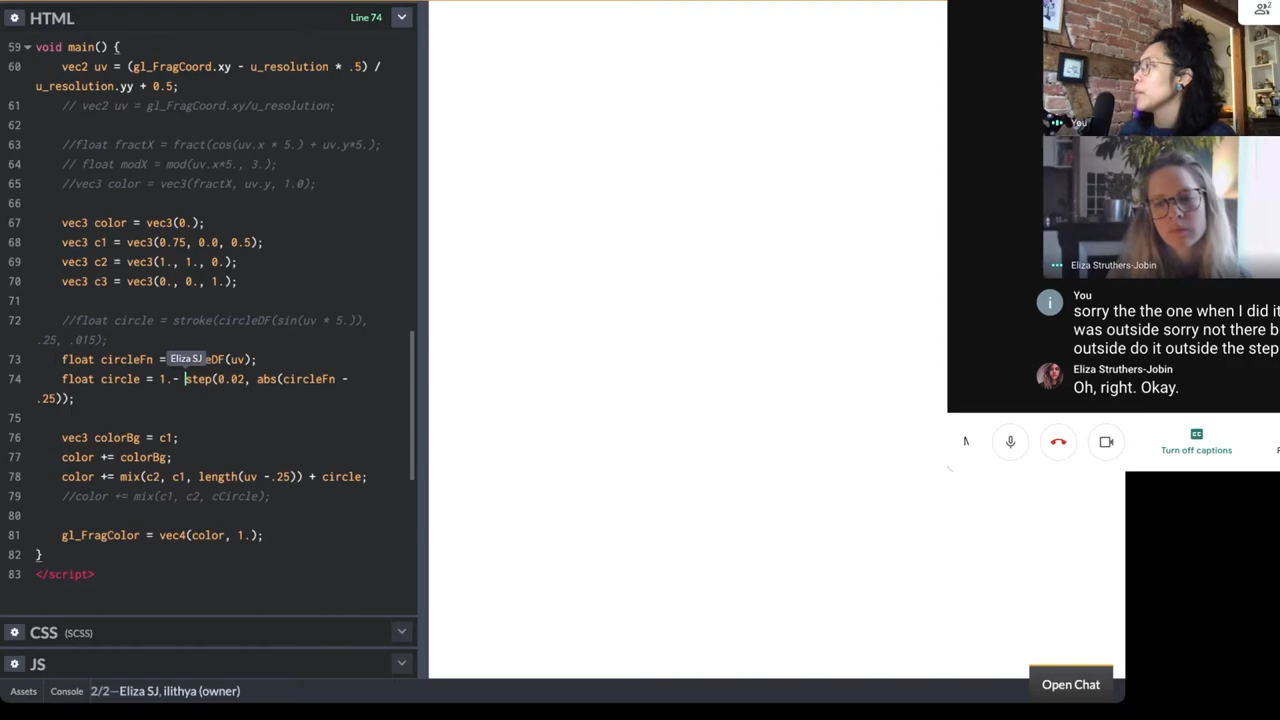 HTML
Line 74
59 void main() {
60 vec2 uv = (gl_FragCoord.xy - u_resolution * .5) /
u_resolution.yy + 0.5;
61 // vec2 uv = gl_FragCoord.xy/u_resolution;
62
63 //float fractX = fract(cos(uv.x * 5.) + uv.y*5.);
64 // float modX = mod(uv.x*5., 3.);
65 //vec3 color = vec3(fractX, uv.y, 1.0);
66
67 vec3 color = vec3(0.);
68 vec3 c1 = vec3(0.75, 0.0, 0.5);
69 vec3 c2 = vec3(1., 1., 0.);
70 vec3 c3 = vec3(0., 0., 1.);
71
72 //float circle = stroke(circleDF(sin(uv * 5.)),
.25, .015);
Eliza SJ
73 float circleFn = eDF(uv);
74 float circle = 1.- step(0.02, abs(circleFn -
.25));
75
76 vec3 colorBg = c1;
77 color += colorBg;
78 color += mix(c2, c1, length(uv -.25)) + circle;
79 //color += mix(c1, c2, cCircle);
80
81 gl_FragColor = vec4(color, 1.);
82 }
83 </script>
CSS (SCSS)
JS
Assets Console 2/2—Eliza SJ, ilithya (owner)
Open Chat
2
You
Eliza Struthers-Jobin
i
You
sorry the the one when I did it
was outside sorry not there b
outside do it outside the step
Eliza Struthers-Jobin
Oh, right. Okay.
Turn off captions